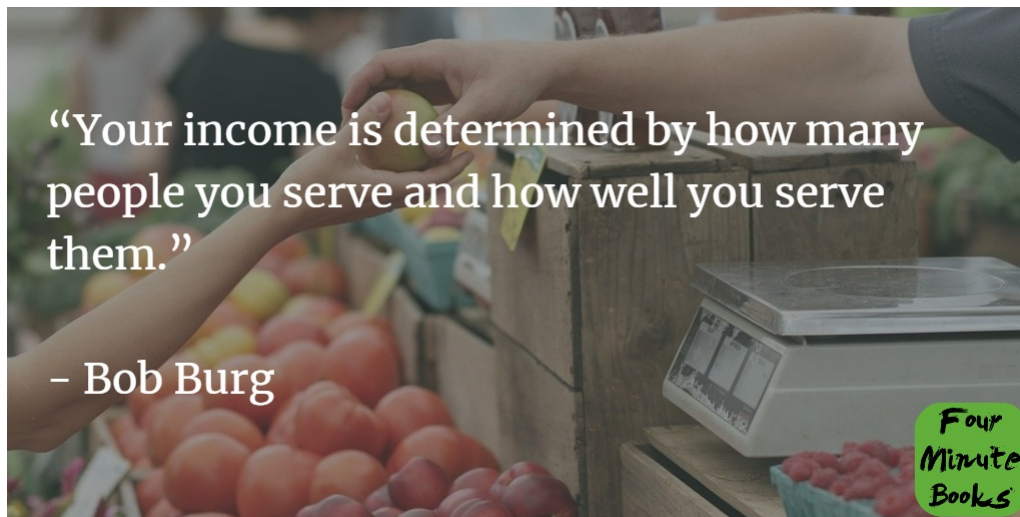 “Your income is determined by how many
people you serve and how well you serve
them.”
- Bob Burg
Four
Minute
Books